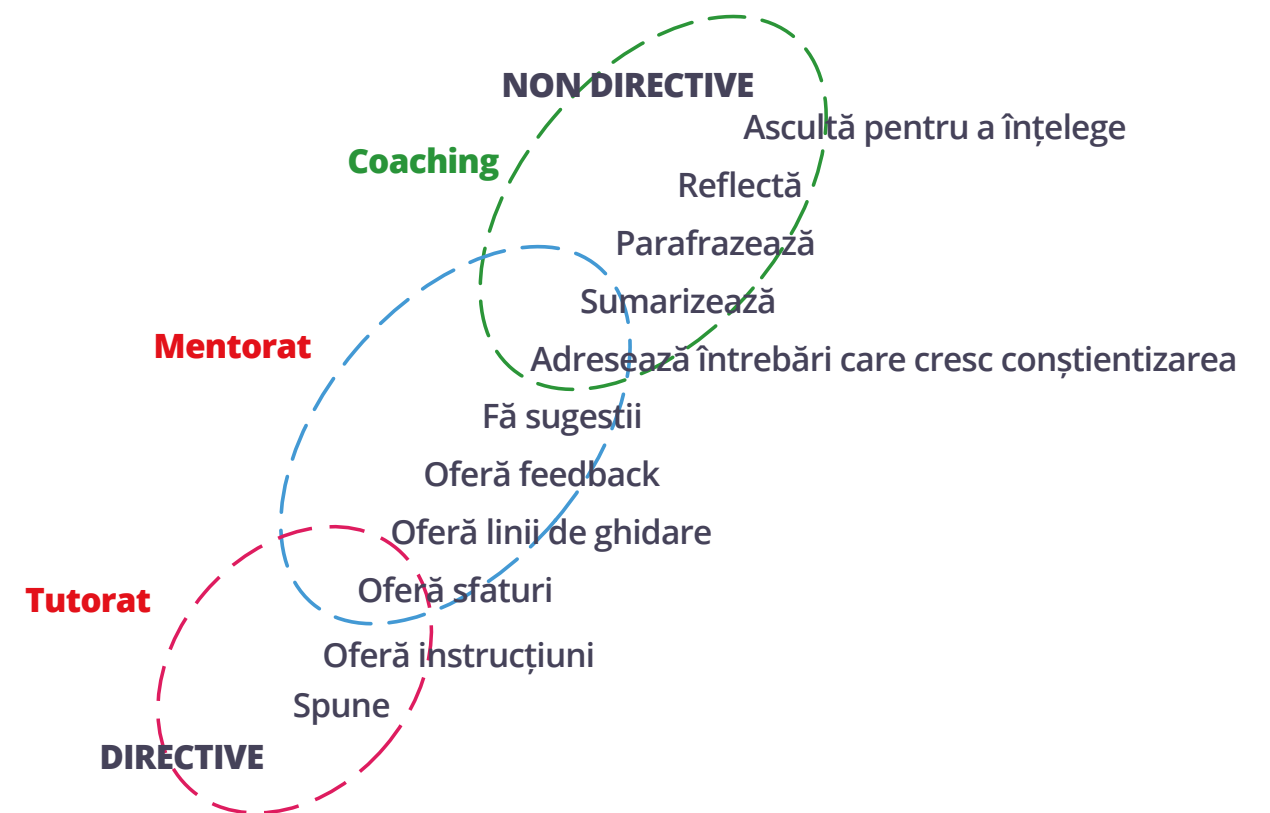 NON DIRECTIVE
Ascultă pentru a înțelege
Coaching
Reflectă
Parafrazează
Sumarizează
Mentorat
Adresează întrebări care cresc conștientizarea
Fă sugestii
Oferă feedback
Oferă linii de ghidare
Oferă sfaturi
Tutorat
Oferă instrucțiuni
Spune
DIRECTIVE